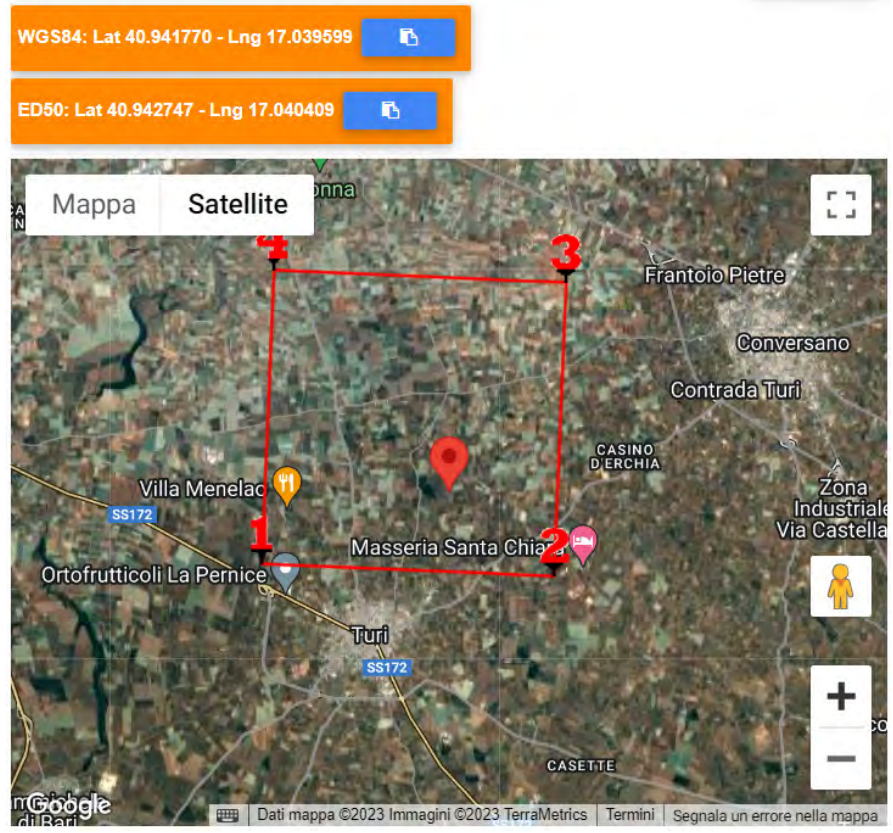 WGS84: Lat 40.941770 - Lng 17.039599
ED50: Lat 40.942747 - Lng 17.040409
Mappa
Satellite
4
3
Frantoio Pietre
Conversano
Contrada Turi
CASINO
D'ERCHIA
Villa Menelao
SS172
Zona
Industriale
Via Castella
1
2
Masseria Santa Chiara
Ortofrutticoli La Pernice
Turi
SS172
CASETTE
di Bari
Google
Dati mappa ©2023 Immagini ©2023 TerraMetrics
Termini
Segnala un errore nella mappa